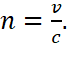 n = v/c.